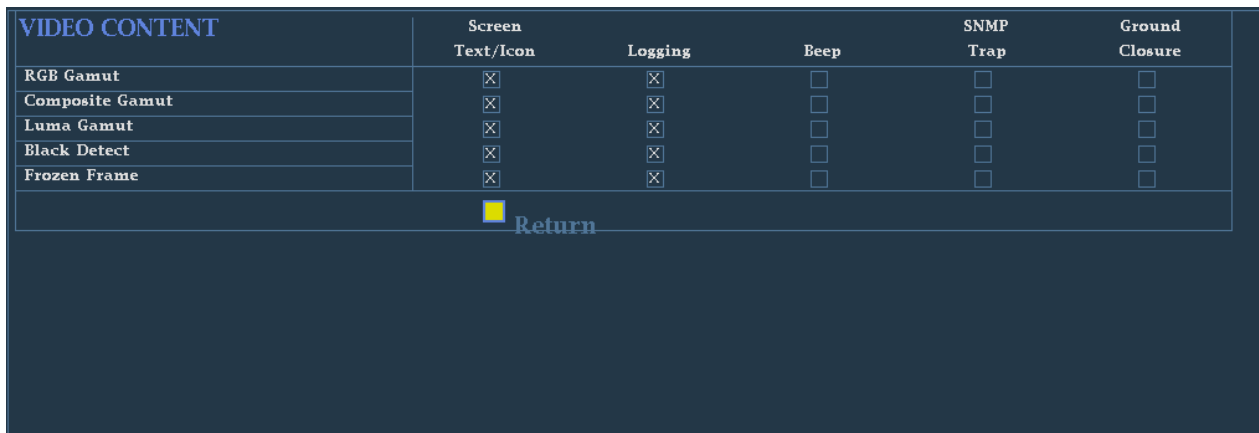 VIDEO CONTENT
Screen Text/Icon Logging Beep SNMP Trap Ground Closure
RGB Gamut X X
Composite Gamut X X
Luma Gamut X X
Black Detect X X
Frozen Frame X X
Return